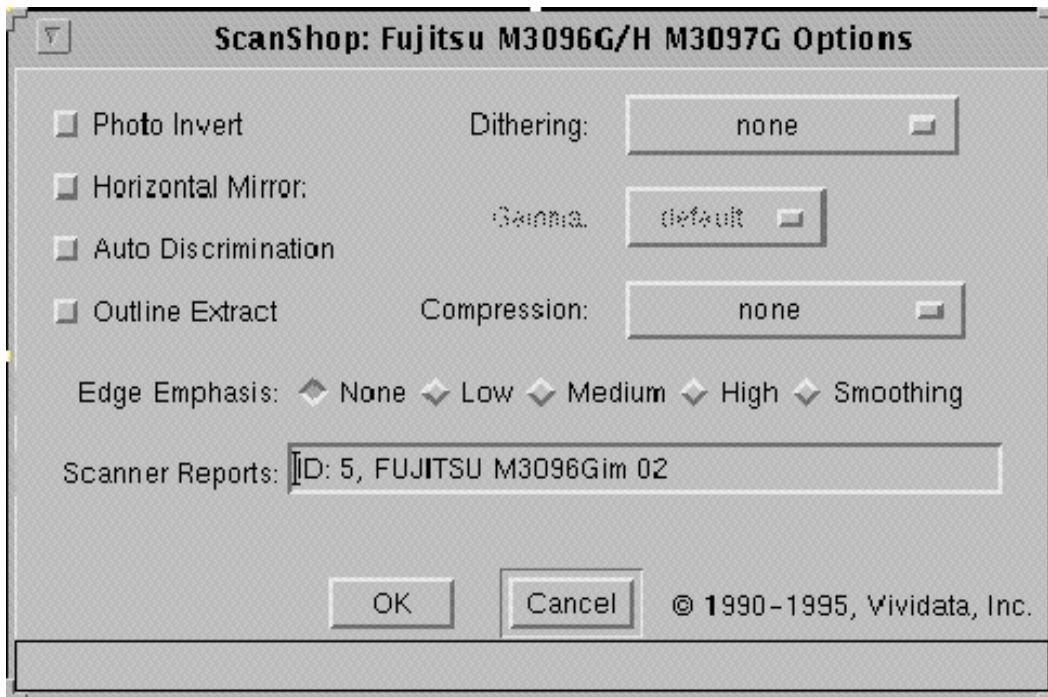 ScanShop: Fujitsu M3096G/H M3097G Options
Photo Invert
Dithering: none
Horizontal Mirror:
Gamma: default
Auto Discrimination
Outline Extract
Compression: none
Edge Emphasis: None Low Medium High Smoothing
Scanner Reports: ID: 5, FUJITSU M3096Gim 02
OK Cancel © 1990-1995, Vividata, Inc.